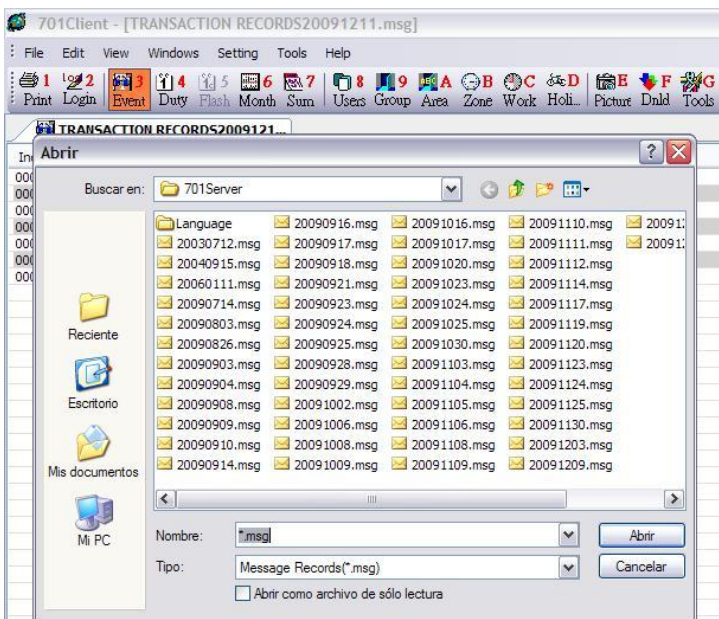 701Client - [TRANSACTION RECORDS20091211.msg]
File Edit View Windows Setting Tools Help
1 2 3 4 5 6 7 8 9 A B C D E F G
Print Login Event Duty Flash Month Sum Users Group Area Zone Work Holi... Picture Dnld Tools
TRANSACTION RECORDS2009121...
Abrir
Buscar en: 701Server
Language 20090916.msg 20091016.msg 20091110.msg
20030712.msg 20090917.msg 20091017.msg 20091111.msg
20040915.msg 20090918.msg 20091020.msg 20091112.msg
20060111.msg 20090921.msg 20091023.msg 20091114.msg
20090714.msg 20090923.msg 20091024.msg 20091117.msg
20090803.msg 20090924.msg 20091025.msg 20091119.msg
20090826.msg 20090925.msg 20091030.msg 20091120.msg
20090903.msg 20090928.msg 20091103.msg 20091123.msg
20090904.msg 20090929.msg 20091104.msg 20091124.msg
20090908.msg 20091002.msg 20091105.msg 20091125.msg
20090909.msg 20091006.msg 20091106.msg 20091130.msg
20090910.msg 20091008.msg 20091108.msg 20091203.msg
20090914.msg 20091009.msg 20091109.msg 20091209.msg
Reciente
Escritorio
Mis documentos
Mi PC
Nombre: *.msg Abrir
Tipo: Message Records(*.msg) Cancelar
Abrir como archivo de sólo lectura